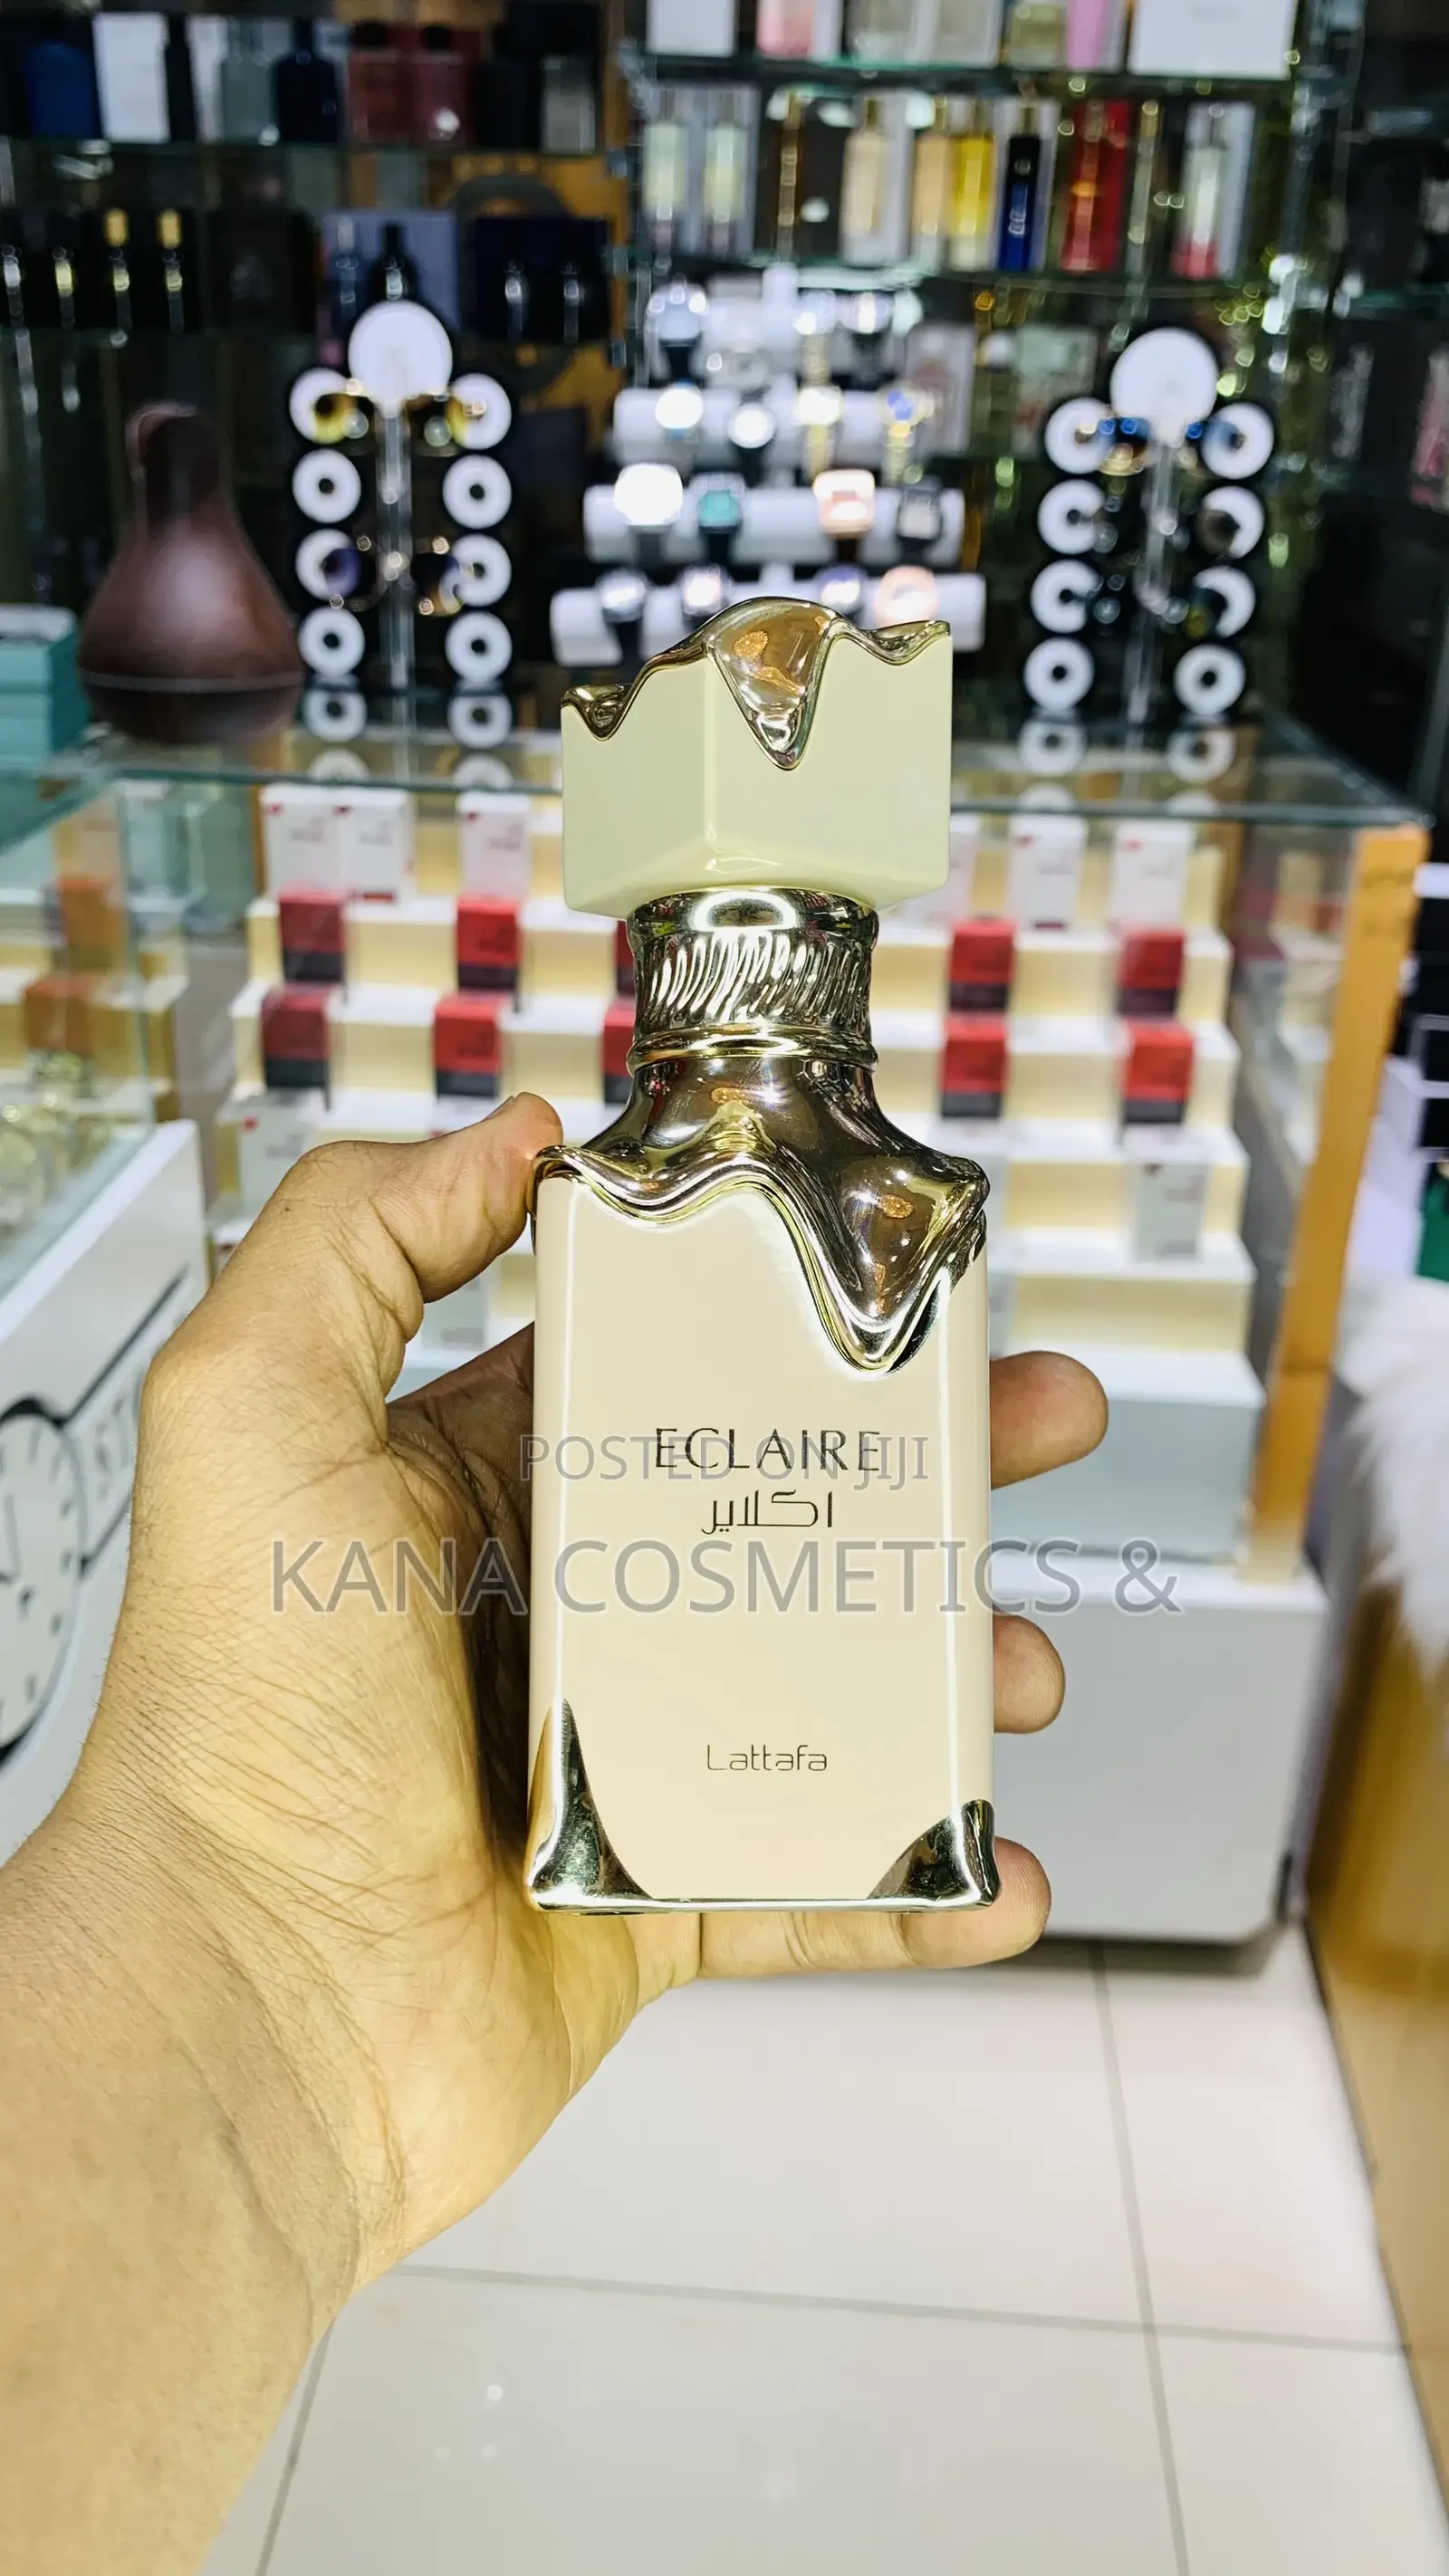 ECLAIRE
POSTED ON JIJI
اكلاير
KANA COSMETICS &
Lattafa